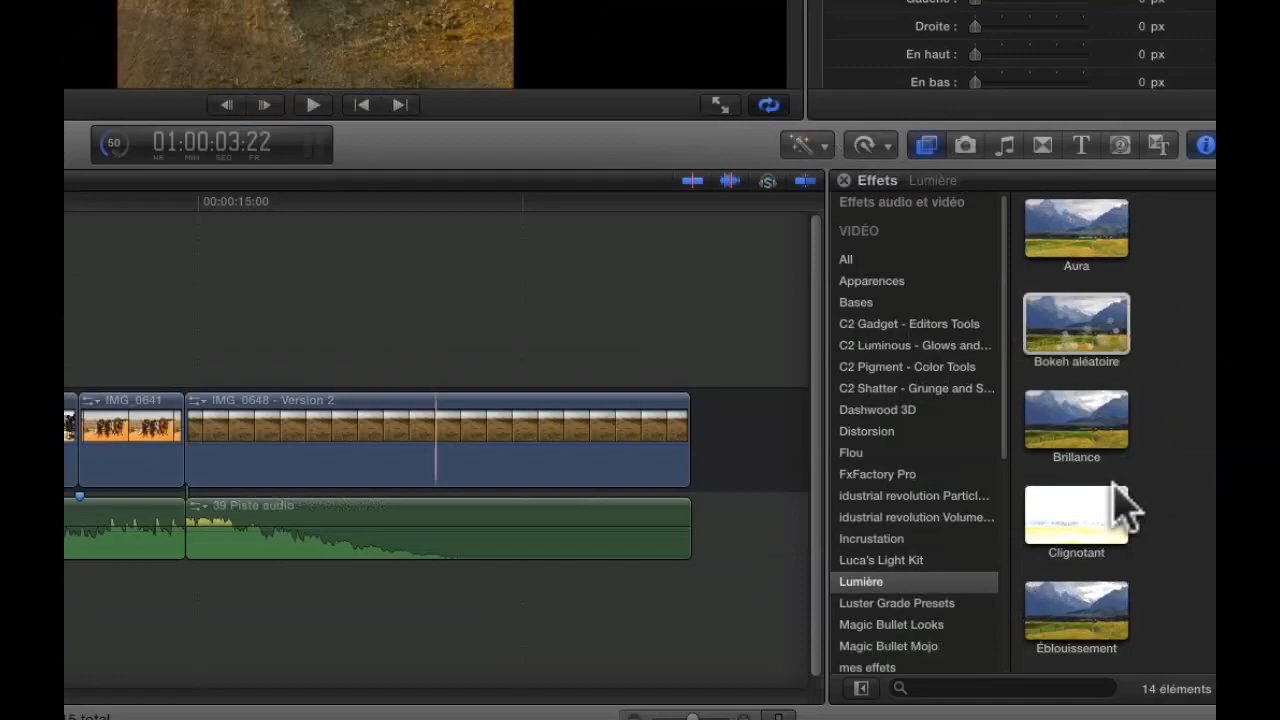 Droite : 0 px
En haut : 0 px
En bas : 0 px
50 01:00:03:22
HR MIN SEC FR
Effets Lumière
00:00:15:00
Effets audio et vidéo
VIDÉO
All
Apparences
Bases
C2 Gadget - Editors Tools
C2 Luminous - Glows and...
C2 Pigment - Color Tools
C2 Shatter - Grunge and S...
Dashwood 3D
Distorsion
Flou
FxFactory Pro
idustrial revolution Particl...
idustrial revolution Volume...
Incrustation
Luca's Light Kit
Lumière
Luster Grade Presets
Magic Bullet Looks
Magic Bullet Mojo
mes effets
Aura
Bokeh aléatoire
Brillance
Clignotant
Éblouissement
IMG_0641
IMG_0648 - Version 2
39 Piste audio
14 éléments
total